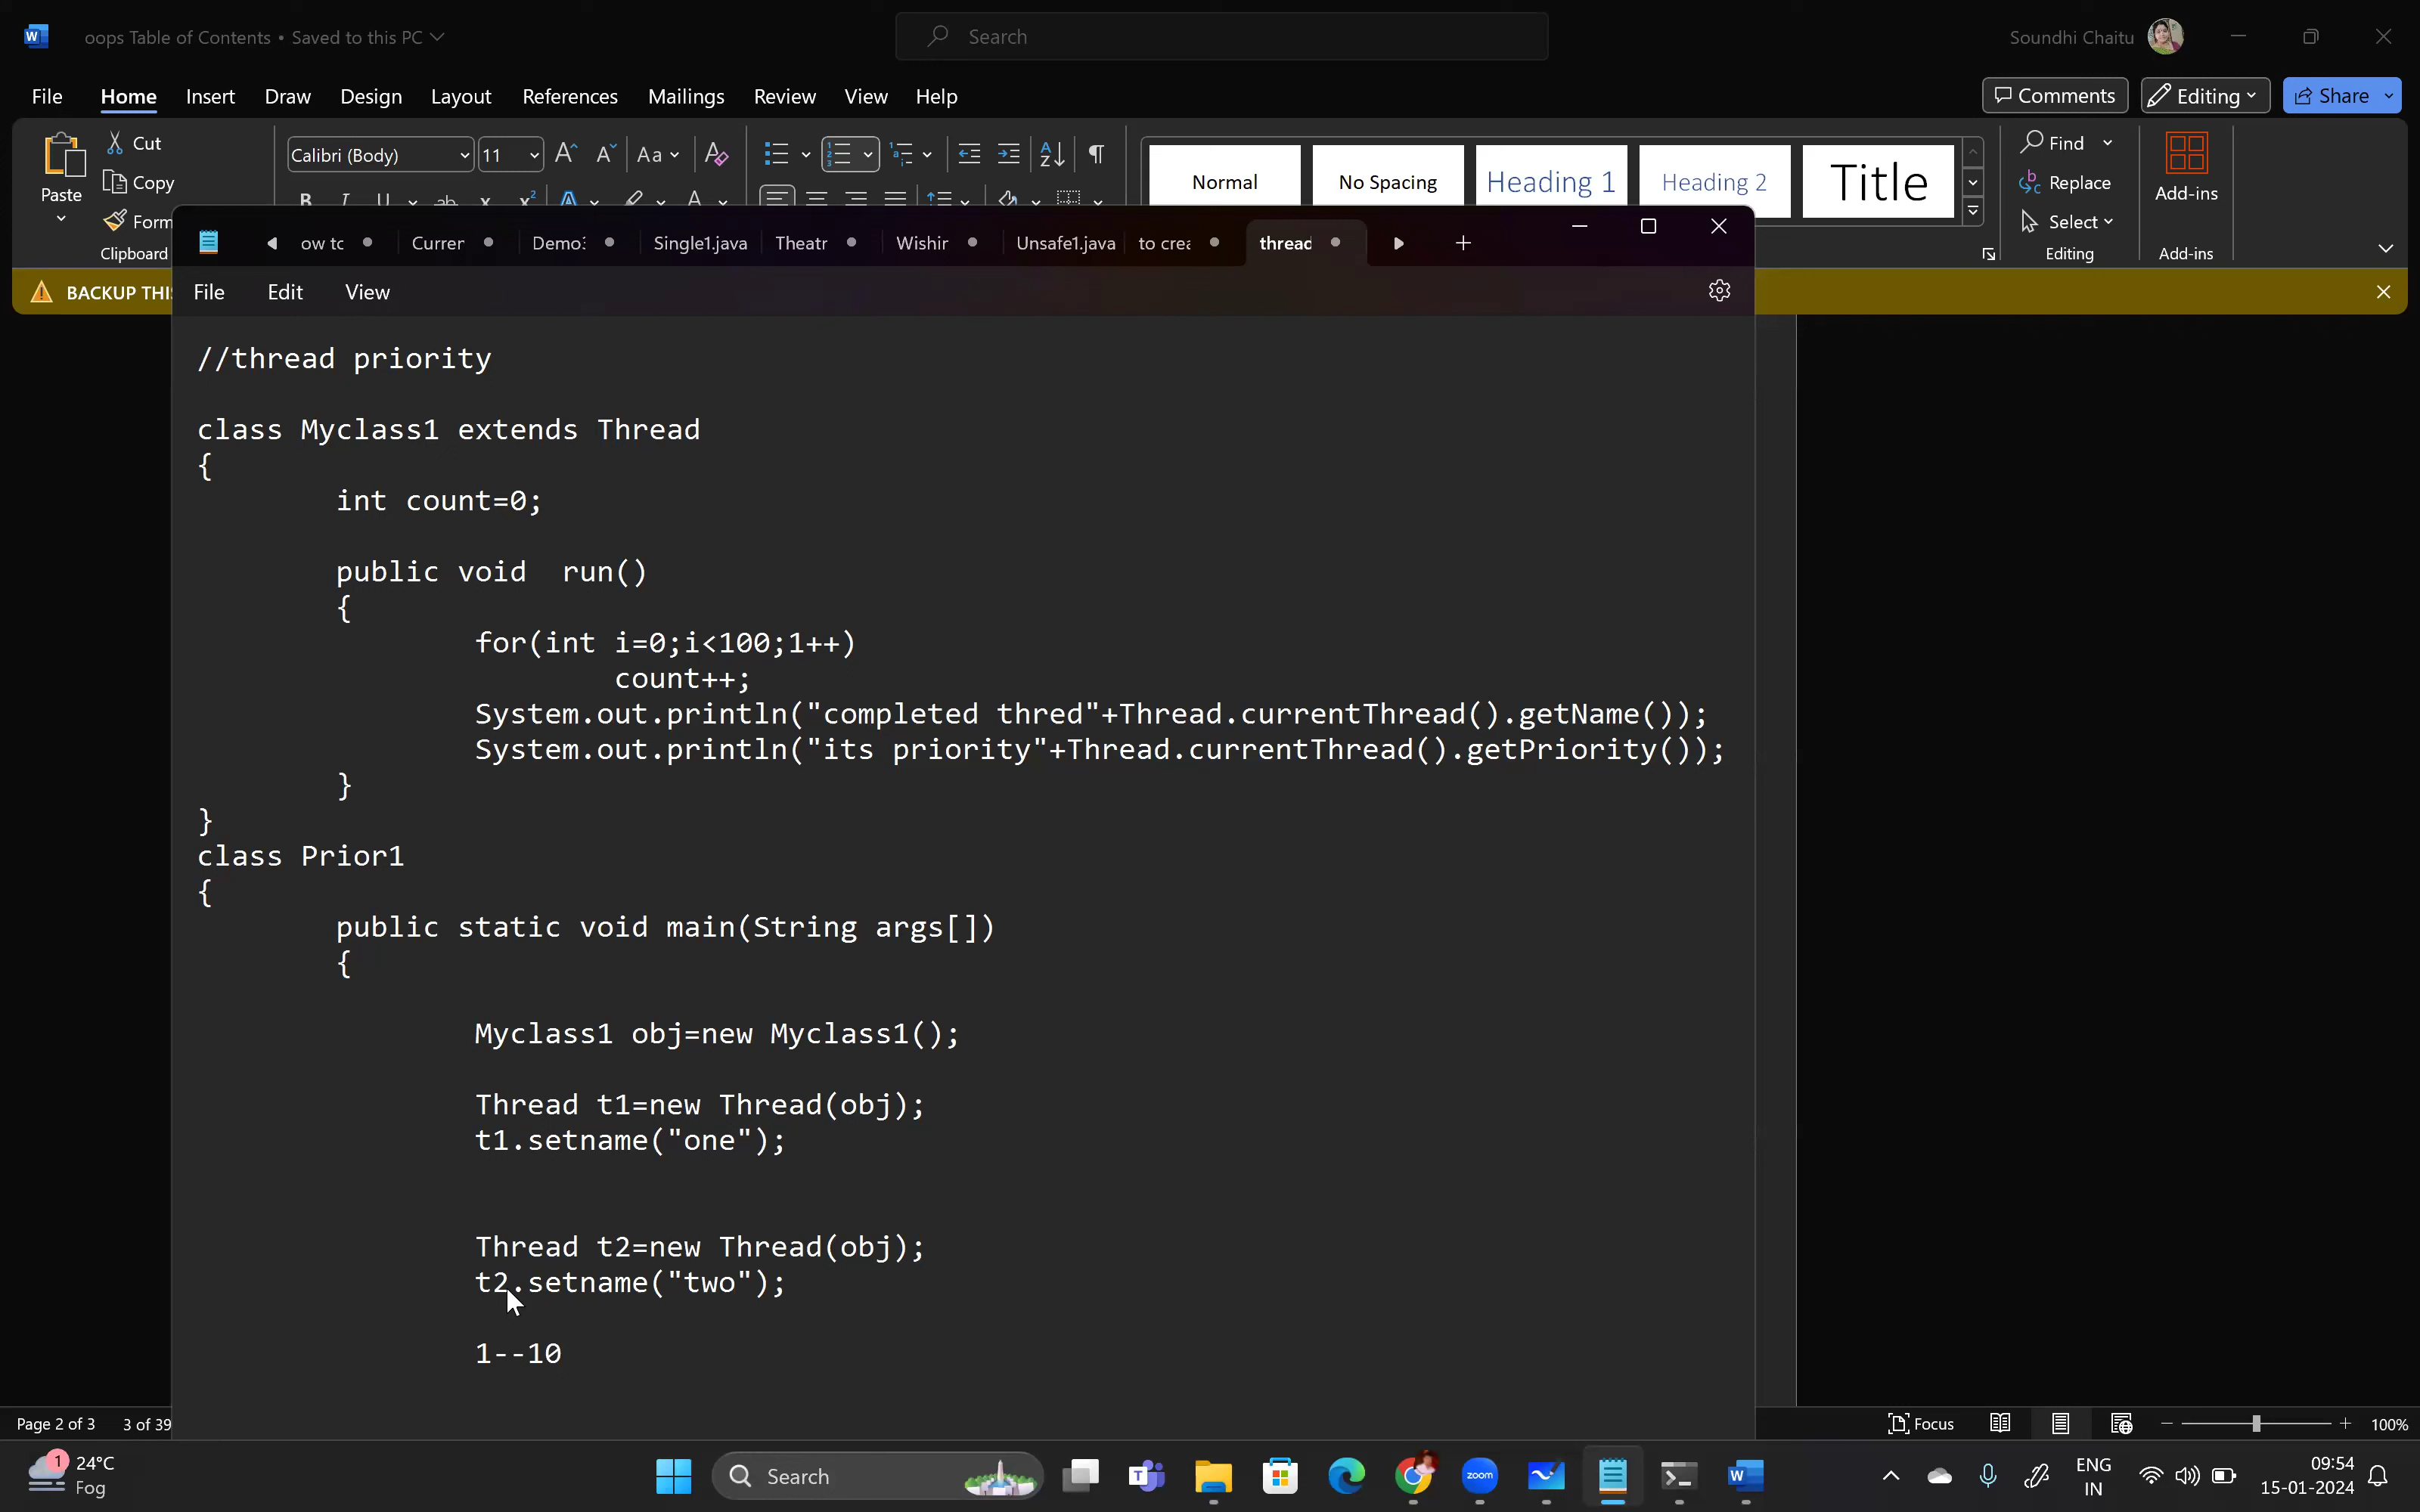 oops Table of Contents • Saved to this PC
Search
Soundhi Chaitu
File Home Insert Draw Design Layout References Mailings Review View Help
Comments Editing Share
Paste
Cut
Copy
Form
Clipboard
Calibri (Body) 11
Normal
No Spacing
Heading 1
Heading 2
Title
Find
Replace
Select
Editing
Add-ins
Add-ins
BACKUP THI
ow to Curren Demo Single1.java Theatr Wishir Unsafe1.java to crea thread
File Edit View
//thread priority
class Myclass1 extends Thread
{
int count=0;
public void  run()
{
for(int i=0;i<100;1++)
count++;
System.out.println("completed thred"+Thread.currentThread().getName());
System.out.println("its priority"+Thread.currentThread().getPriority());
}
}
class Prior1
{
public static void main(String args[])
{
Myclass1 obj=new Myclass1();
Thread t1=new Thread(obj);
t1.setname("one");
Thread t2=new Thread(obj);
t2.setname("two");
1--10
Page 2 of 3 3 of 39
Focus
100%
1
24°C
Fog
Search
zoom
ENG
IN
09:54
15-01-2024